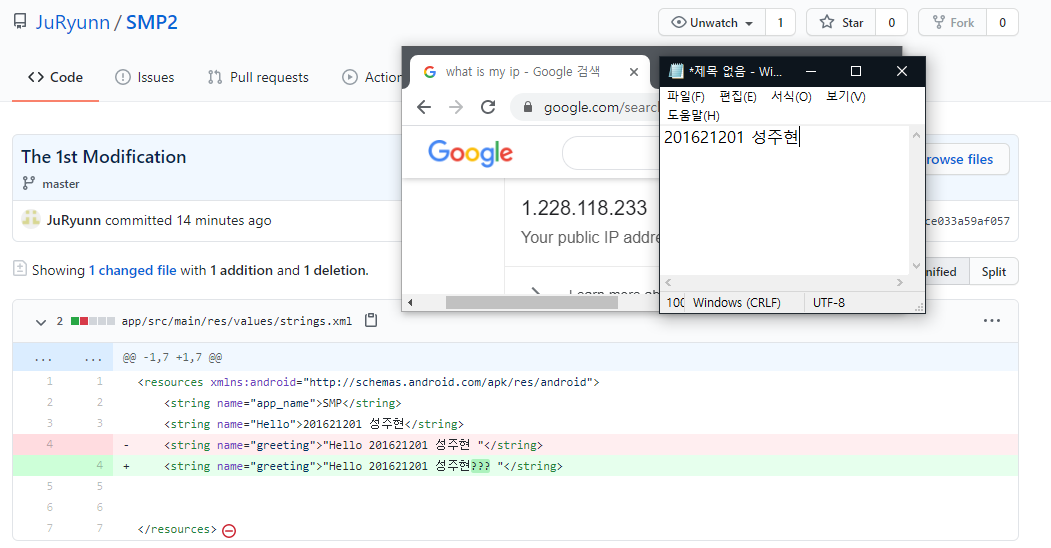 JuRyunn / SMP2
Unwatch 1
Star 0
Fork 0
Code
Issues
Pull requests
Action
what is my ip - Google 검색
google.com/search
Google
1.228.118.233
Your public IP addre
Learn more ab
*제목 없음 - Wi...
파일(F) 편집(E) 서식(O) 보기(V)
도움말(H)
201621201 성주현
100 Windows (CRLF) UTF-8
The 1st Modification
rowse files
master
JuRyunn committed 14 minutes ago
ce033a59af057
Showing 1 changed file with 1 addition and 1 deletion.
nified Split
2 app/src/main/res/values/strings.xml
... ... @@ -1,7 +1,7 @@
1 1 <resources xmlns:android="http://schemas.android.com/apk/res/android">
2 2 <string name="app_name">SMP</string>
3 3 <string name="Hello">201621201 성주현</string>
4 - <string name="greeting">"Hello 201621201 성주현 "</string>
4 + <string name="greeting">"Hello 201621201 성주현??? "</string>
5 5
6 6
7 7 </resources>